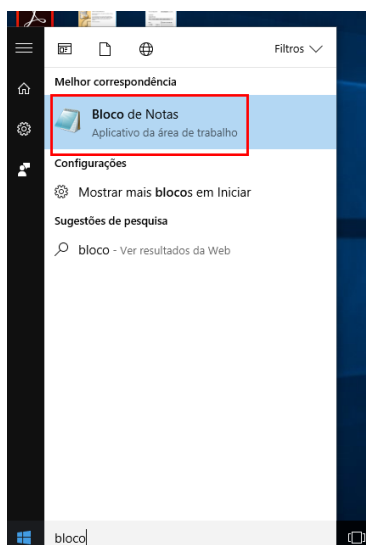 Filtros
Melhor correspondência
Bloco de Notas
Aplicativo da área de trabalho
Configurações
Mostrar mais blocos em Iniciar
Sugestões de pesquisa
bloco - Ver resultados da Web
bloco